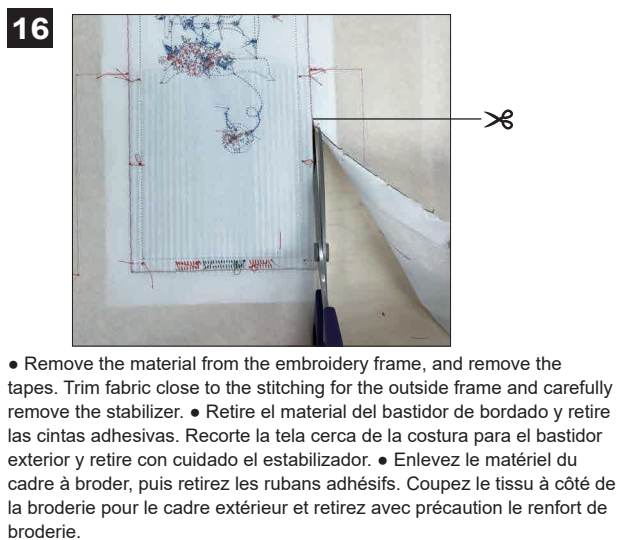 16
● Remove the material from the embroidery frame, and remove the
tapes. Trim fabric close to the stitching for the outside frame and carefully
remove the stabilizer. ● Retire el material del bastidor de bordado y retire
las cintas adhesivas. Recorte la tela cerca de la costura para el bastidor
exterior y retire con cuidado el estabilizador. ● Enlevez le matériel du
cadre à broder, puis retirez les rubans adhésifs. Coupez le tissu à côté de
la broderie pour le cadre extérieur et retirez avec précaution le renfort de
broderie.